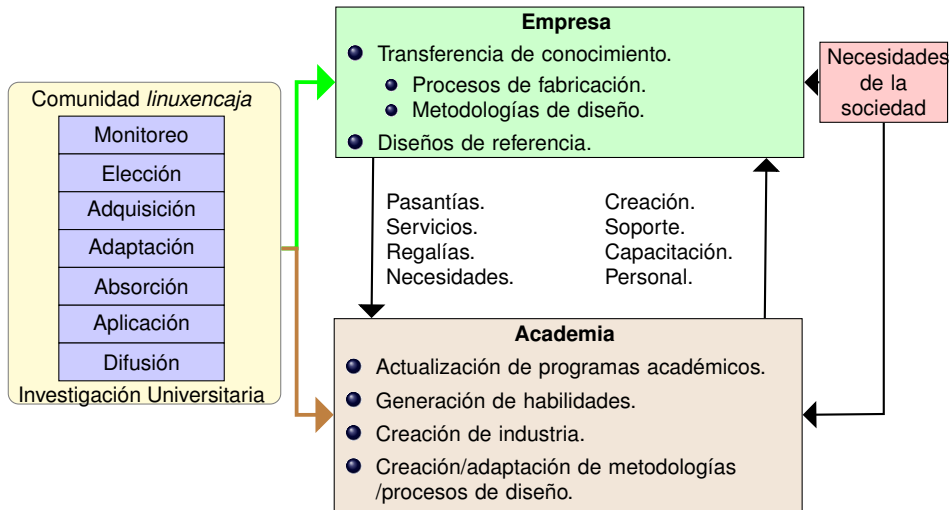 Comunidad linuxencaja
Monitoreo
Elección
Adquisición
Adaptación
Absorción
Aplicación
Difusión
Investigación Universitaria
Empresa
Transferencia de conocimiento.
Procesos de fabricación.
Metodologías de diseño.
Diseños de referencia.
Necesidades
de la
sociedad
Pasantías.
Servicios.
Regalías.
Necesidades.
Creación.
Soporte.
Capacitación.
Personal.
Academia
Actualización de programas académicos.
Generación de habilidades.
Creación de industria.
Creación/adaptación de metodologías
/procesos de diseño.